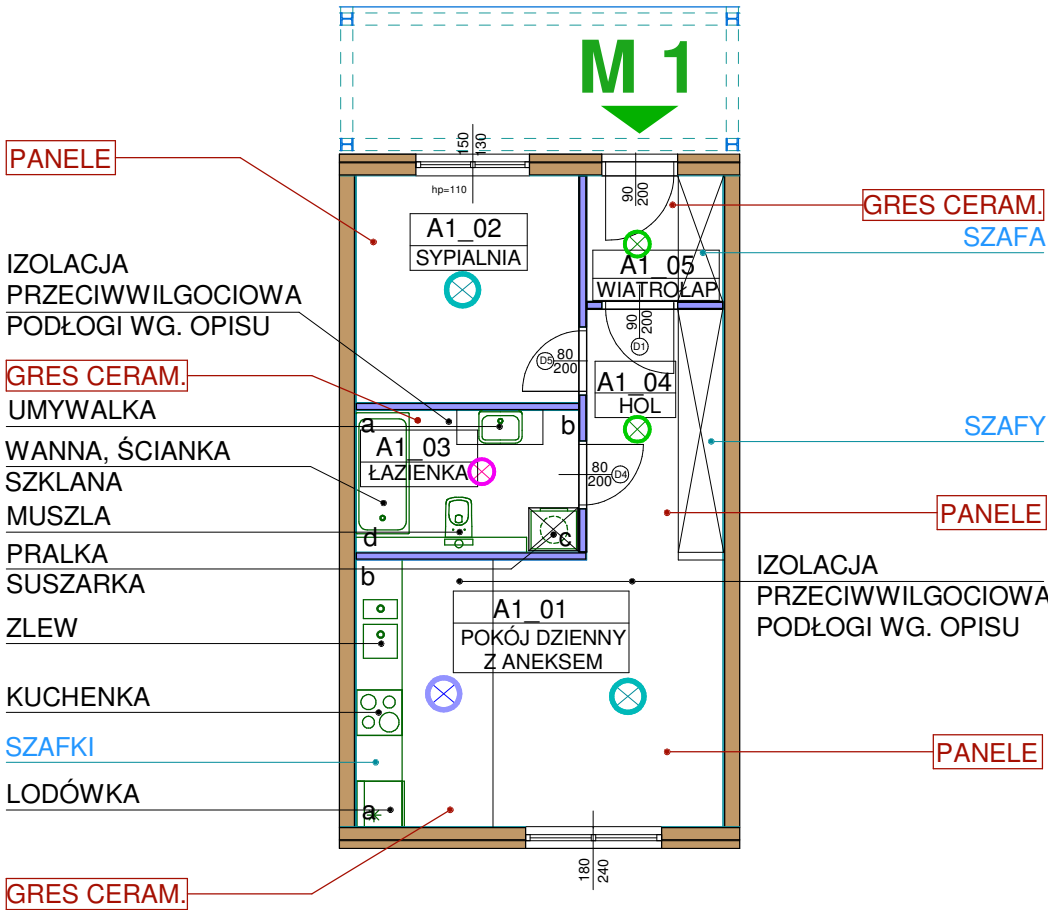 M 1
PANELE
150
130
hp=110
90
200
GRES CERAM.
SZAFA
A1_02
SYPIALNIA
A1_05
WIATROŁAP
IZOLACJA
PRZECIWWILGOCIOWA
PODŁOGI WG. OPISU
90
200
D1
D5
80
200
GRES CERAM.
A1_04
HOL
UMYWALKA
a
b
SZAFY
A1_03
ŁAZIENKA
WANNA, ŚCIANKA
SZKLANA
80
200
D4
MUSZLA
PANELE
d
c
PRALKA
SUSZARKA
b
IZOLACJA
PRZECIWWILGOCIOWA
PODŁOGI WG. OPISU
A1_01
POKÓJ DZIENNY
Z ANEKSEM
ZLEW
KUCHENKA
SZAFKI
PANELE
LODÓWKA
a
180
240
GRES CERAM.